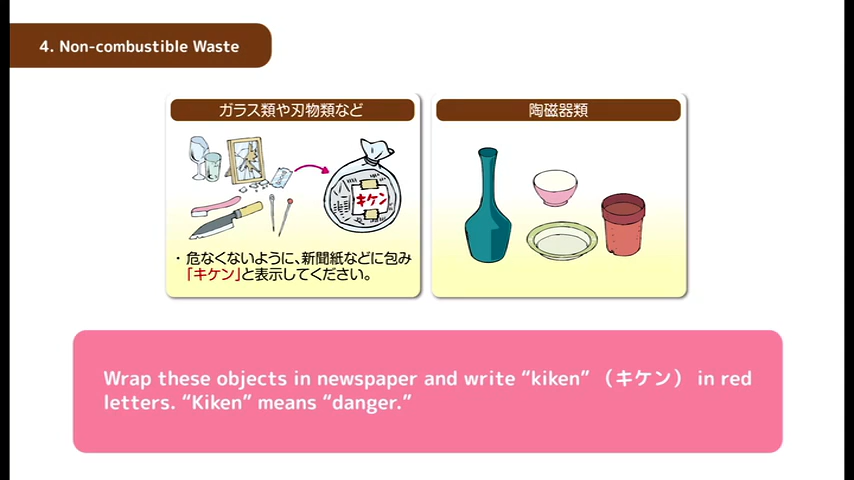 4. Non-combustible Waste
ガラス類や刃物類など
陶磁器類
キケン
・危なくないように、新聞紙などに包み
「キケン」と表示してください。
Wrap these objects in newspaper and write “kiken” （キケン） in red
letters. “Kiken” means “danger.”